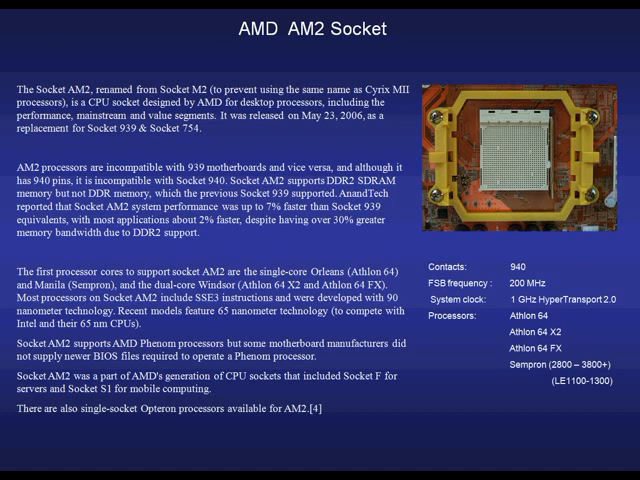 AMD  AM2 Socket
The Socket AM2, renamed from Socket M2 (to prevent using the same name as Cyrix MII
processors), is a CPU socket designed by AMD for desktop processors, including the
performance, mainstream and value segments. It was released on May 23, 2006, as a
replacement for Socket 939 & Socket 754.
AM2 processors are incompatible with 939 motherboards and vice versa, and although it
has 940 pins, it is incompatible with Socket 940. Socket AM2 supports DDR2 SDRAM
memory but not DDR memory, which the previous Socket 939 supported. AnandTech
reported that Socket AM2 system performance was up to 7% faster than Socket 939
equivalents, with most applications about 2% faster, despite having over 30% greater
memory bandwidth due to DDR2 support.
The first processor cores to support socket AM2 are the single-core Orleans (Athlon 64)
and Manila (Sempron), and the dual-core Windsor (Athlon 64 X2 and Athlon 64 FX).
Most processors on Socket AM2 include SSE3 instructions and were developed with 90
nanometer technology. Recent models feature 65 nanometer technology (to compete with
Intel and their 65 nm CPUs).
Socket AM2 supports AMD Phenom processors but some motherboard manufacturers did
not supply newer BIOS files required to operate a Phenom processor.
Socket AM2 was a part of AMD's generation of CPU sockets that included Socket F for
servers and Socket S1 for mobile computing.
There are also single-socket Opteron processors available for AM2.[4]
Contacts: 940
FSB frequency : 200 MHz
System clock: 1 GHz HyperTransport 2.0
Processors: Athlon 64
Athlon 64 X2
Athlon 64 FX
Sempron (2800 – 3800+)
(LE1100-1300)